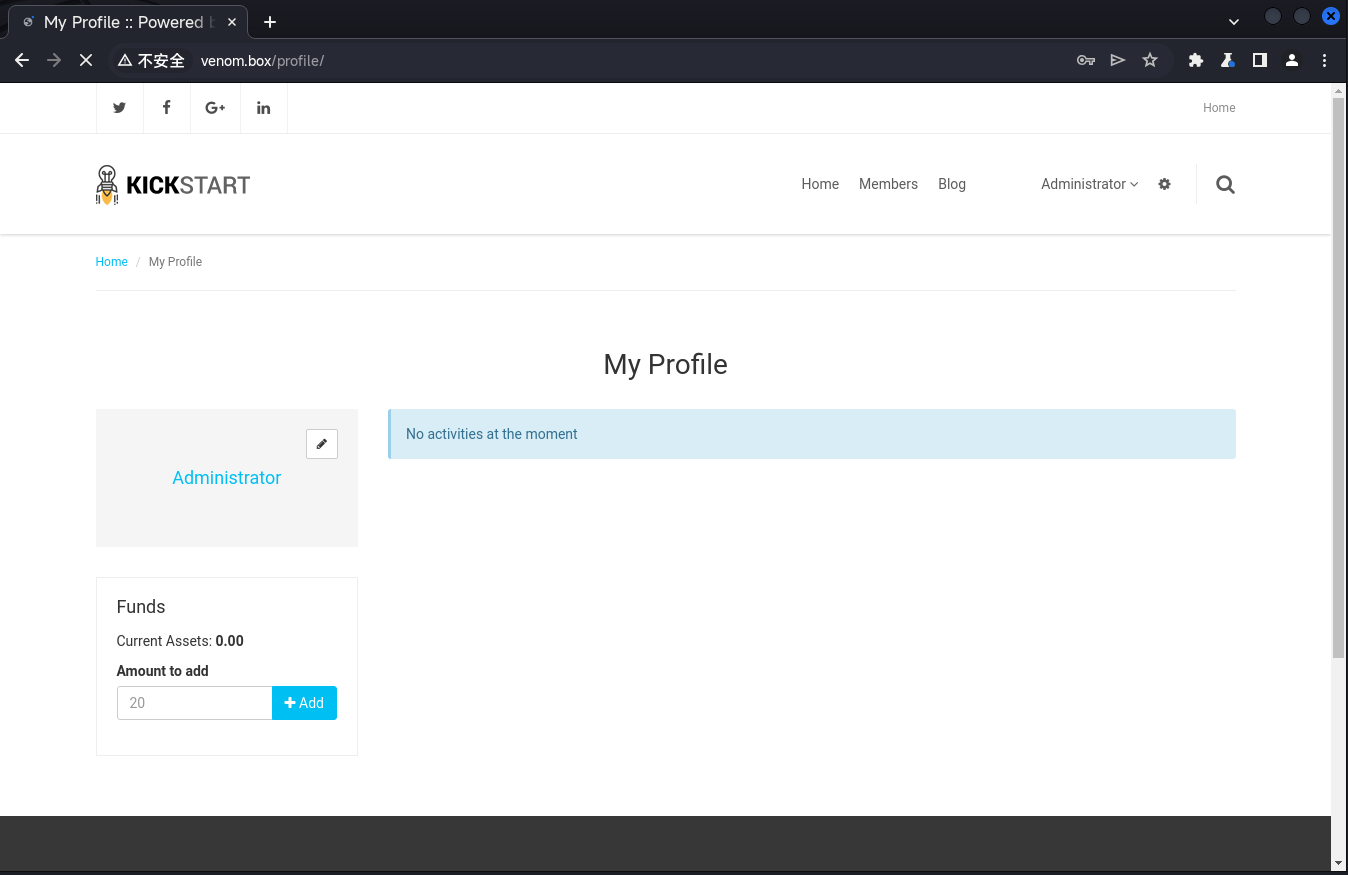 My Profile :: Powered b
不安全 venom.box/profile/
G+ in Home
KICKSTART Home Members Blog Administrator
Home / My Profile
My Profile
No activities at the moment
Administrator
Funds
Current Assets: 0.00
Amount to add
20 Add